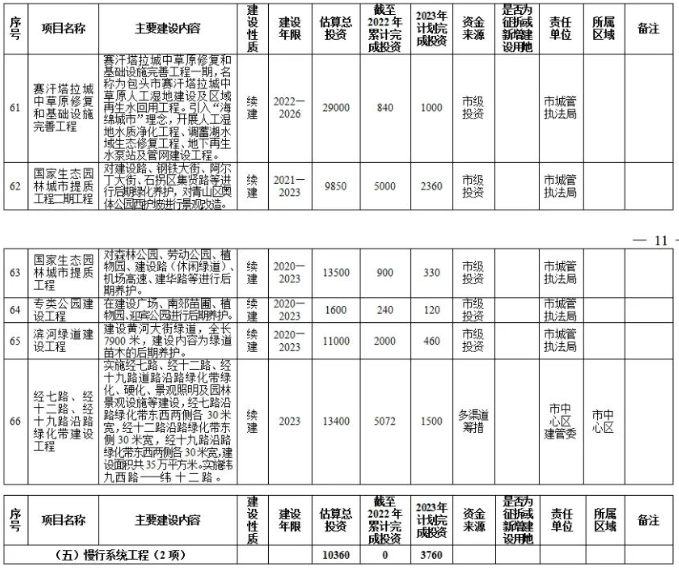 序号 项目名称 主要建设内容 建设性质 建设年限 估算总投资 截至2022年累计完成投资 2023年计划完成投资 资金来源 是否为征拆或新增建设用地 责任单位 所属区域 备注
61 赛汗塔拉城中草原修复和基础设施完善工程 赛汗塔拉城中草原修复和基础设施完善工程一期，名称为包头市赛汗塔拉城中草原人工湿地建设及区域再生水回用工程。引入“海绵城市”理念，开展人工湿地水质净化工程、调蓄湖水域生态修复工程、地下再生水泵站及管网建设工程。 续建 2022—2026 29000 840 1000 市级投资 市城管执法局
62 国家生态园林城市提质工程二期工程 对建设路、钢铁大街、阿尔丁大街、石拐区集贤路等进行后期绿化养护，对青山区奥体公园西护坡进行景观改造。 续建 2021—2023 9850 5000 2360 市级投资 市城管执法局
— 11 -
63 国家生态园林城市提质工程 对森林公园、劳动公园、植物园、建设路（休闲绿道）、机场高速、建华路等进行后期养护。 续建 2020—2023 13500 900 330 市级投资 市城管执法局
64 专类公园建设工程 在建设广场、南郊苗圃、植物园、迎宾公园进行后期养护。 续建 2020—2023 1600 240 120 市级投资 市城管执法局
65 滨河绿道建设工程 建设黄河大街绿道，全长7900米，建设内容为绿道苗木的后期养护。 续建 2020—2023 11000 2000 460 市级投资 市城管执法局
66 经七路、经十二路、经十九路沿路绿化带建设工程 实施经七路、经十二路、经十九路道路沿路绿化带绿化、硬化、景观照明及园林景观设施等建设，经七路沿路绿化带东西两侧各30米宽，经十二路沿路绿化带东侧30米宽，经十九路沿路绿化带东西两侧各30米宽，建设面积共35万平方米。实施纬九西路——纬十二路。 续建 2023 13400 5072 1500 多渠道筹措 市中心区建管委 市中心区
序号 项目名称 主要建设内容 建设性质 建设年限 估算总投资 截至2022年累计完成投资 2023年计划完成投资 资金来源 是否为征拆或新增建设用地 责任单位 所属区域 备注
（五）慢行系统工程（2项） 10360 0 3760